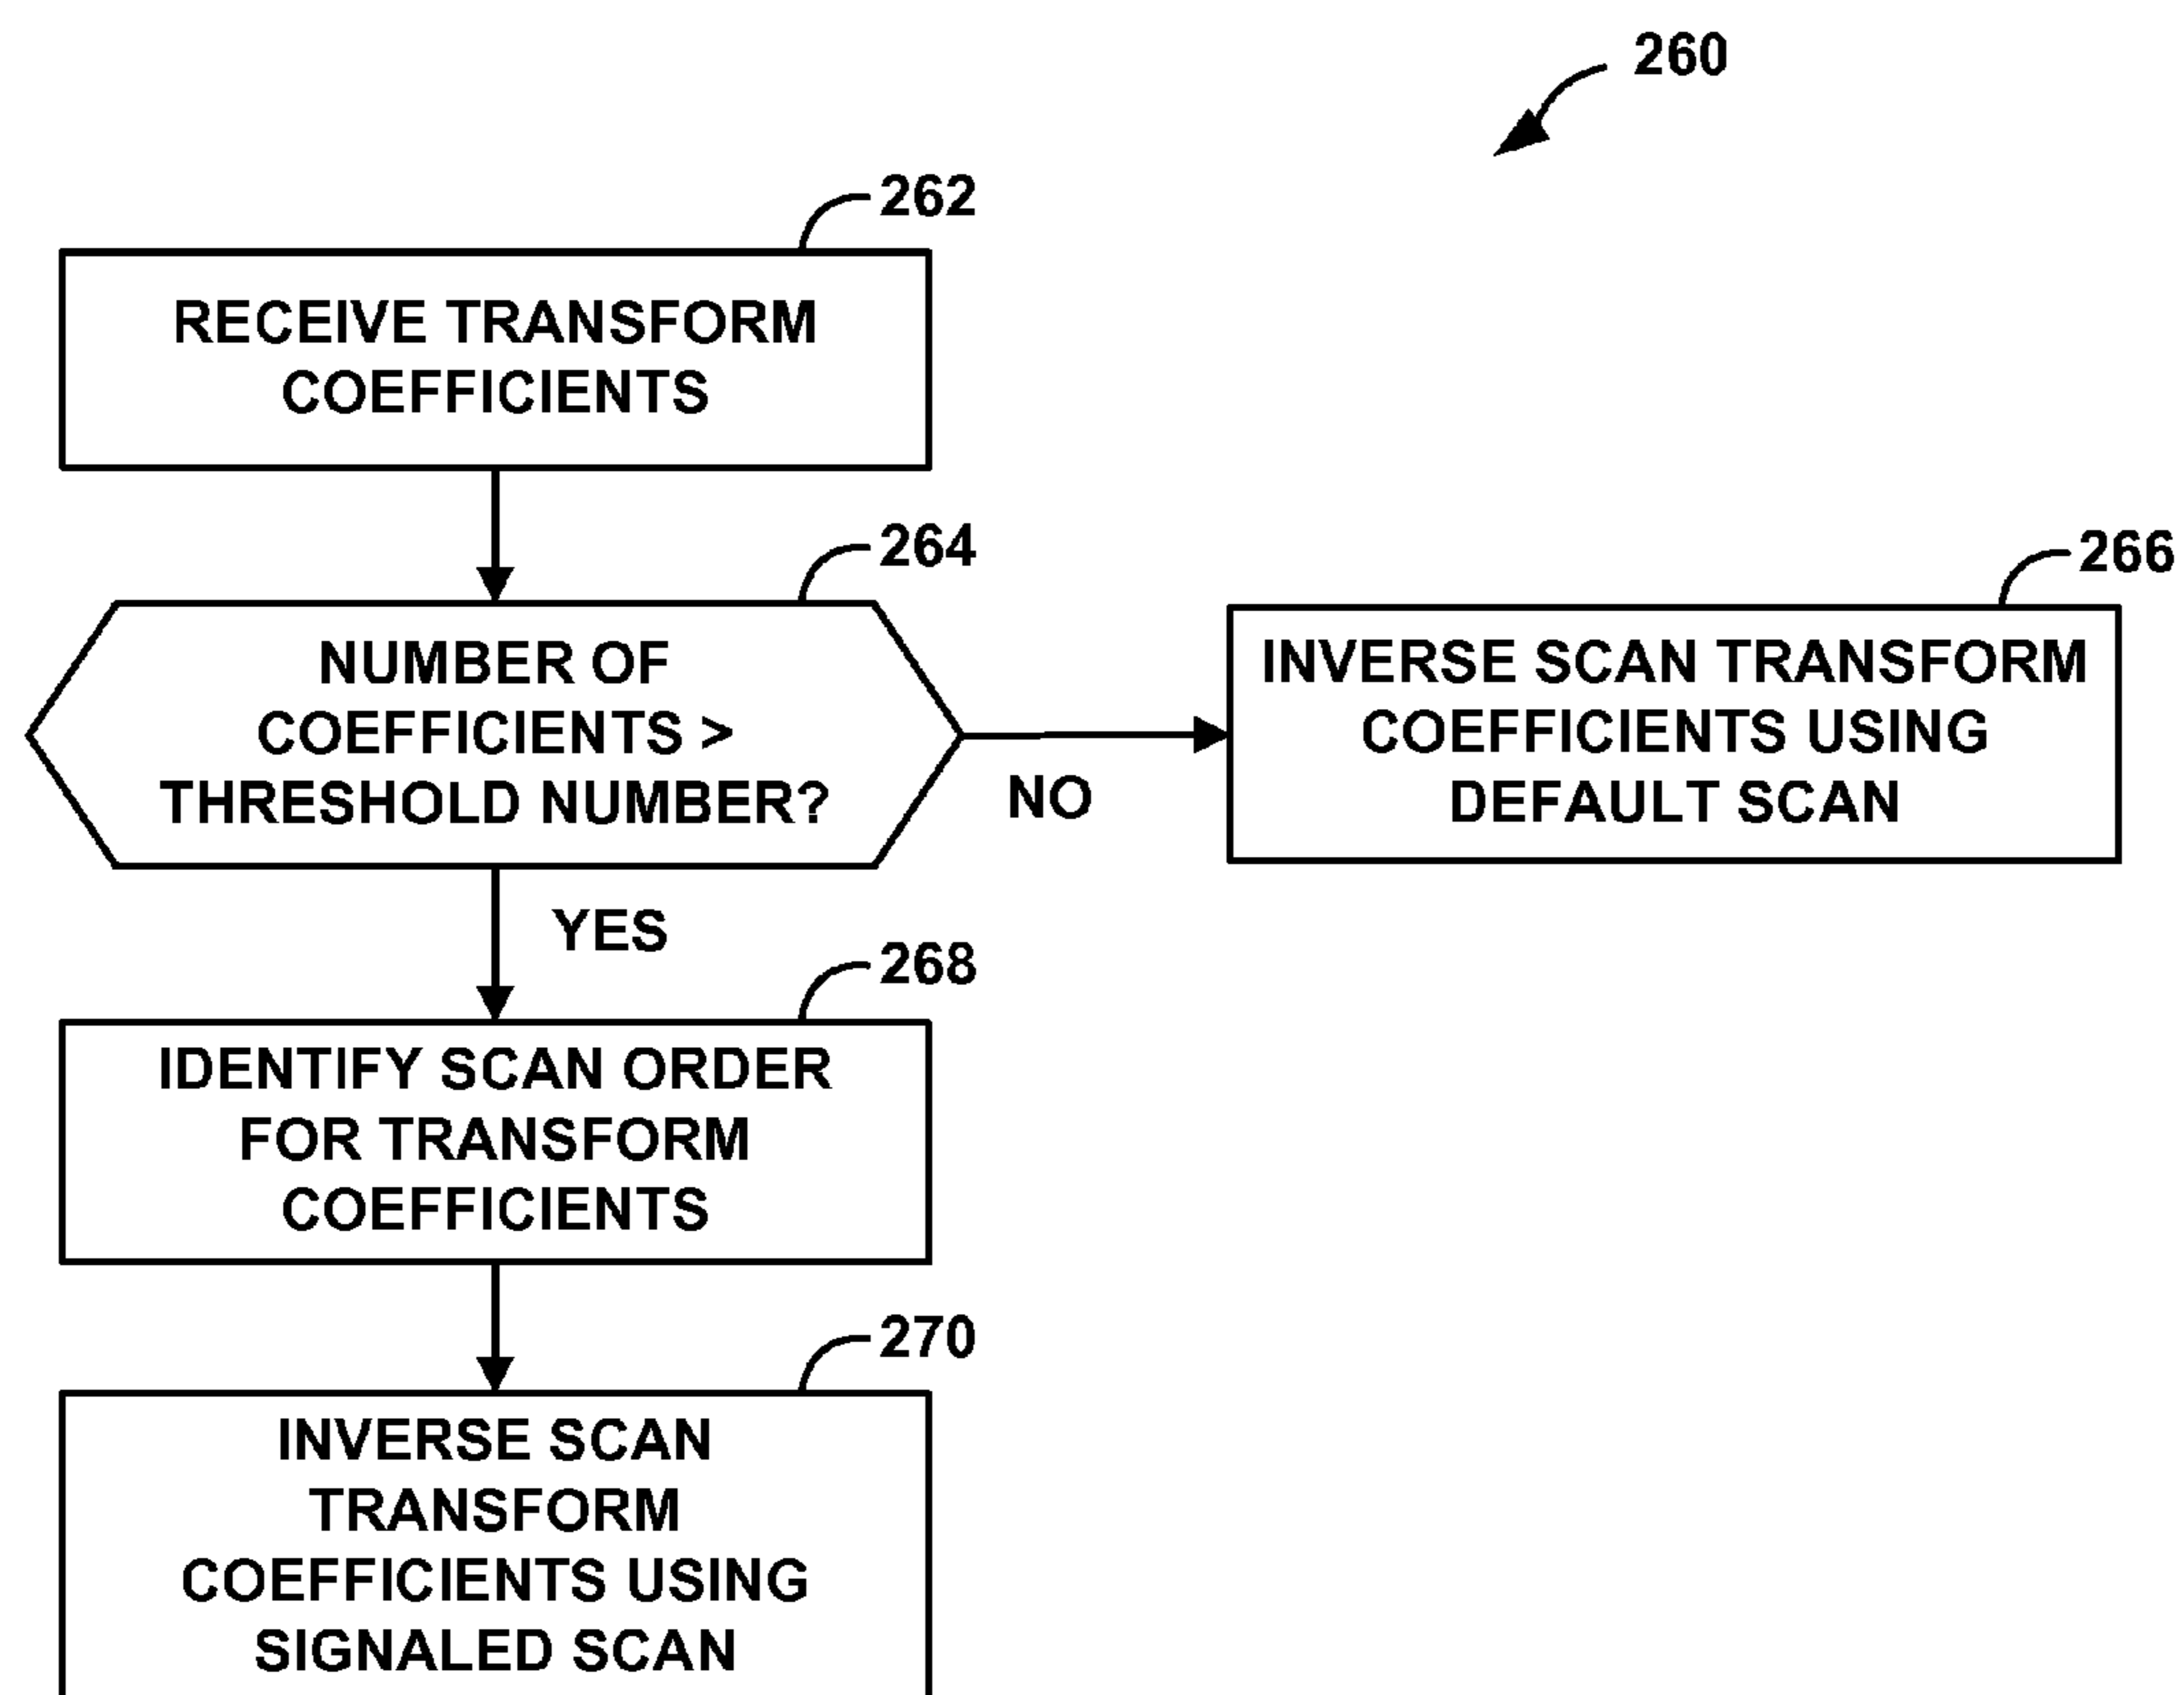 260
262
RECEIVE TRANSFORM
COEFFICIENTS
264
NUMBER OF
COEFFICIENTS >
THRESHOLD NUMBER?
NO
266
INVERSE SCAN TRANSFORM
COEFFICIENTS USING
DEFAULT SCAN
YES
268
IDENTIFY SCAN ORDER
FOR TRANSFORM
COEFFICIENTS
270
INVERSE SCAN
TRANSFORM
COEFFICIENTS USING
SIGNALED SCAN